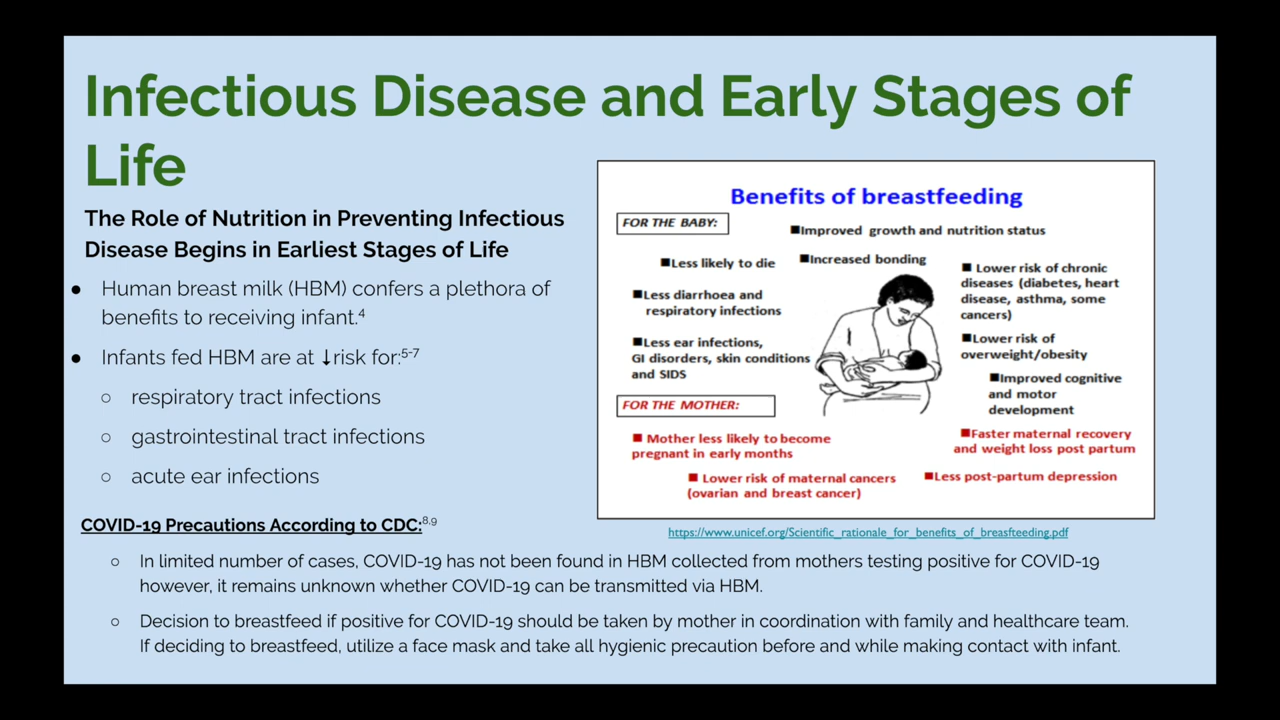 Infectious Disease and Early Stages of
Life
The Role of Nutrition in Preventing Infectious
Disease Begins in Earliest Stages of Life
● Human breast milk (HBM) confers a plethora of
benefits to receiving infant.4
● Infants fed HBM are at ↓risk for:5-7
○ respiratory tract infections
○ gastrointestinal tract infections
○ acute ear infections
Benefits of breastfeeding
FOR THE BABY:
■Improved growth and nutrition status
■Less likely to die
■Increased bonding
■Less diarrhoea and
respiratory infections
■Less ear infections,
GI disorders, skin conditions
and SIDS
■ Lower risk of chronic
diseases (diabetes, heart
disease, asthma, some
cancers)
■Lower risk of
overweight/obesity
■Improved cognitive
and motor
development
FOR THE MOTHER:
■ Mother less likely to become
pregnant in early months
■Faster maternal recovery
and weight loss post partum
■ Lower risk of maternal cancers
(ovarian and breast cancer)
■Less post-partum depression
https://www.unicef.org/Scientific_rationale_for_benefits_of_breasfteeding.pdf
COVID-19 Precautions According to CDC:8,9
○ In limited number of cases, COVID-19 has not been found in HBM collected from mothers testing positive for COVID-19
however, it remains unknown whether COVID-19 can be transmitted via HBM.
○ Decision to breastfeed if positive for COVID-19 should be taken by mother in coordination with family and healthcare team.
If deciding to breastfeed, utilize a face mask and take all hygienic precaution before and while making contact with infant.